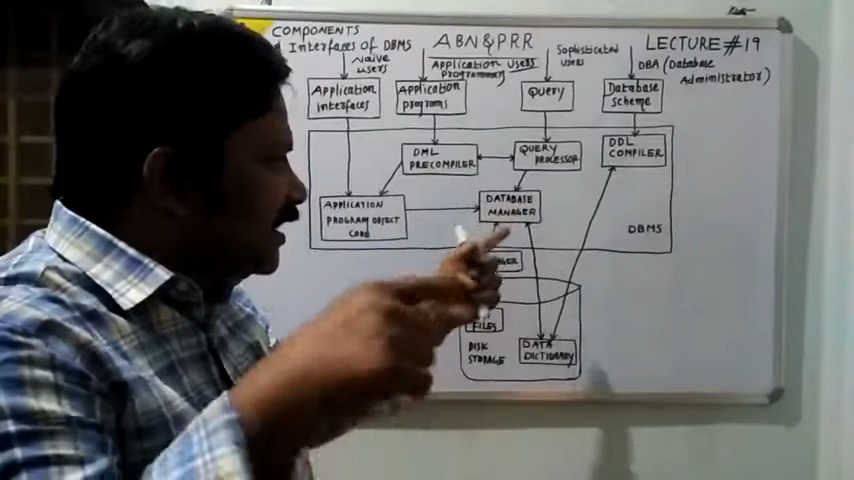 COMPONENTS
Interfaces of DBMS
ABN&PRR
LECTURE #19
NAIVE
users
Application Users
Programmers
Sophisticated
users
DBA (Database
Administrator)
Application
interfaces
Application
programs
Query
Database
Scheme
DML
PRECOMPILER
QUERY
PROCESSOR
DDL
COMPILER
APPLICATION
PROGRAM OBJECT
CODE
DATABASE
MANAGER
DBMS
FILES
DISK
STORAGE
DATA
DICTIONARY